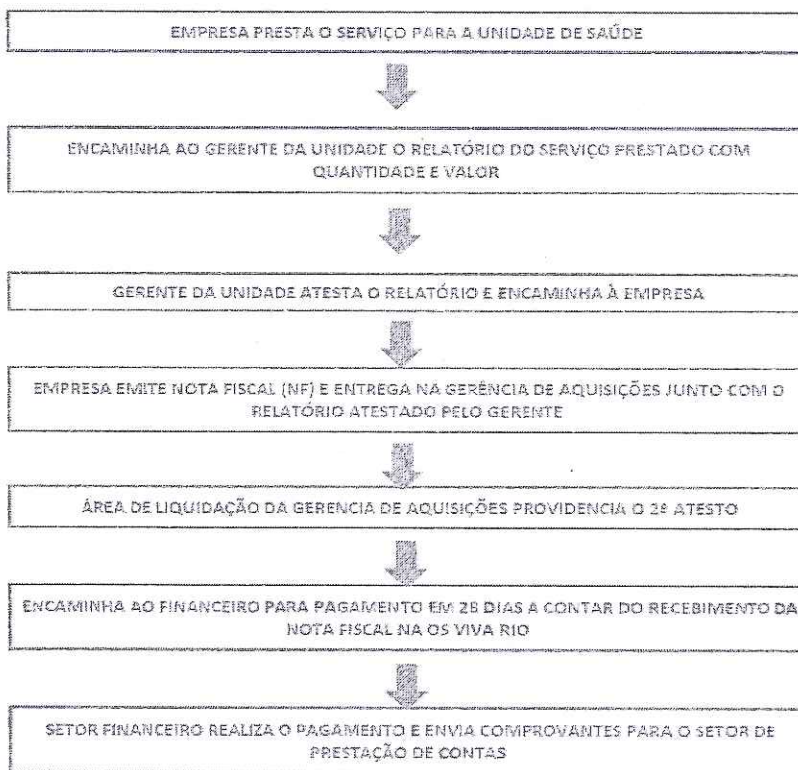 EMPRESA PRESTA O SERVIÇO PARA A UNIDADE DE SAÚDE
ENCAMINHA AO GERENTE DA UNIDADE O RELATÓRIO DO SERVIÇO PRESTADO COM
QUANTIDADE E VALOR
GERENTE DA UNIDADE ATESTA O RELATÓRIO E ENCAMINHA À EMPRESA
EMPRESA EMITE NOTA FISCAL (NF) E ENTREGA NA GERÊNCIA DE AQUISIÇÕES JUNTO COM O
RELATÓRIO ATESTADO PELO GERENTE
ÁREA DE LIQUIDAÇÃO DA GERENCIA DE AQUISIÇÕES PROVIDENCIA O 2º ATESTO
ENCAMINHA AO FINANCEIRO PARA PAGAMENTO EM 28 DIAS A CONTAR DO RECEBIMENTO DA
NOTA FISCAL NA OS VIVA RIO
SETOR FINANCEIRO REALIZA O PAGAMENTO E ENVIA COMPROVANTES PARA O SETOR DE
PRESTAÇÃO DE CONTAS